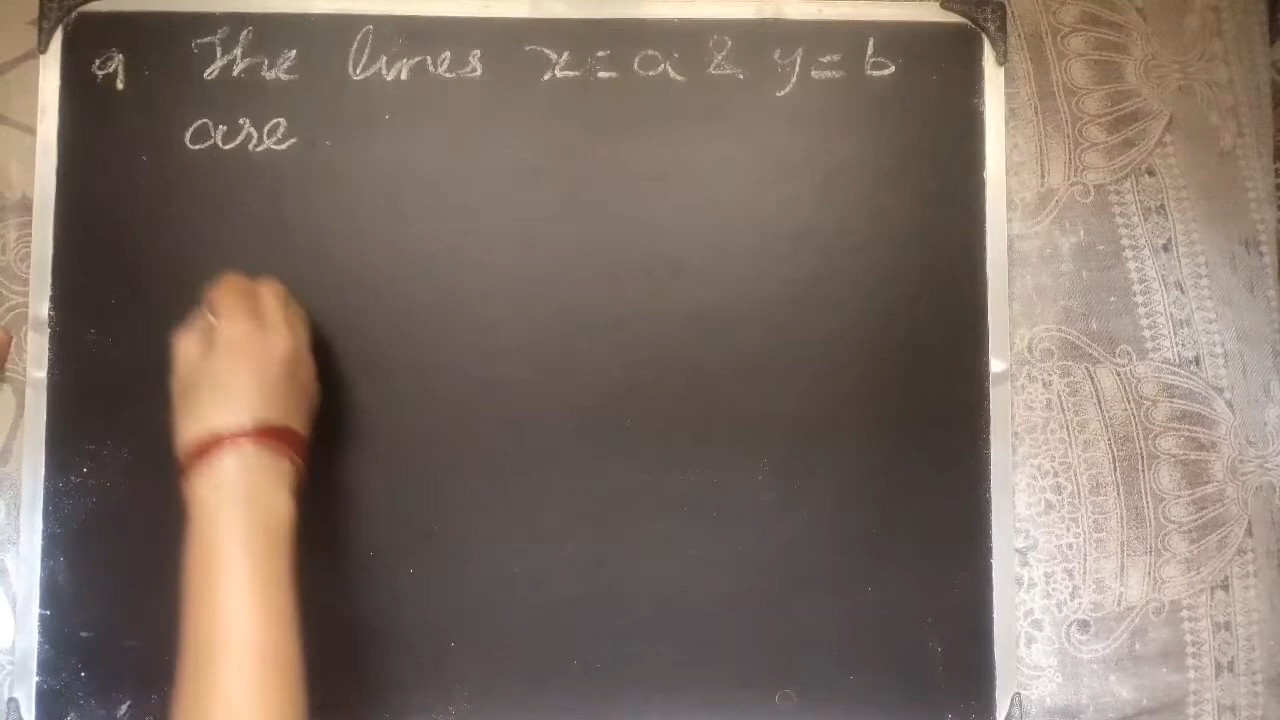 q The lines x = a & y = b
are